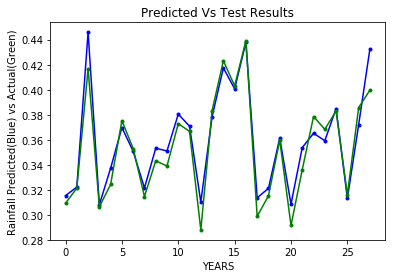 Predicted Vs Test Results
Rainfall Predicted(Blue) vs Actual(Green)
0.44
0.42
0.40
0.38
0.36
0.34
0.32
0.30
0.28
0 5 10 15 20 25
YEARS